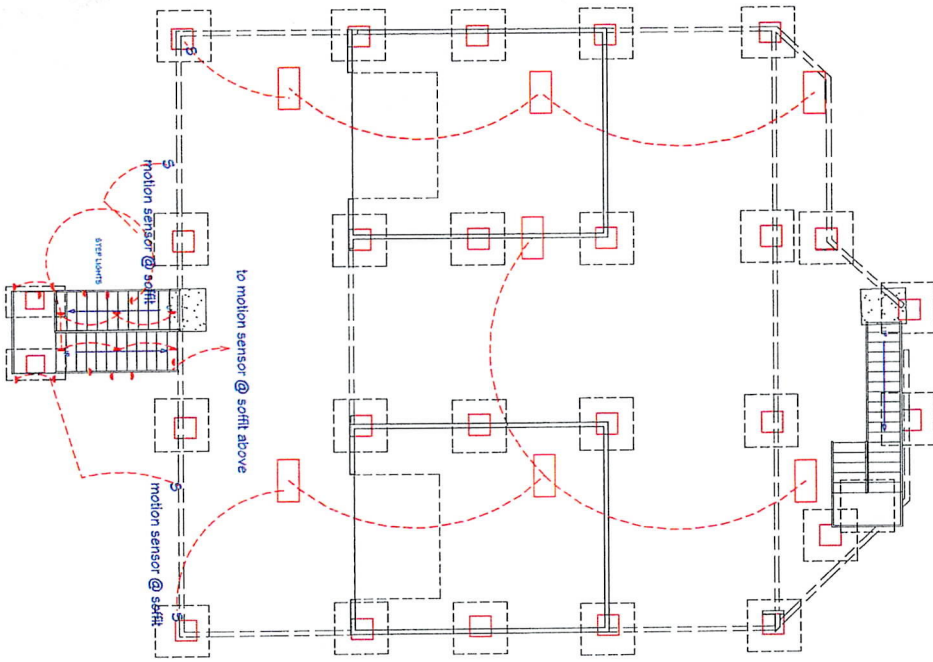 S
S
motion sensor @ soffit
STEP LIGHTS
to motion sensor @ soffit above
S
motion sensor @ soffit
S